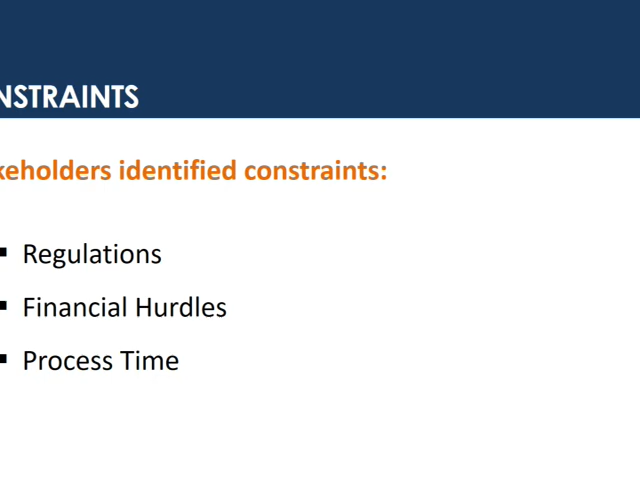 NSTRAINTS
keholders identified constraints:
▪ Regulations
▪ Financial Hurdles
▪ Process Time